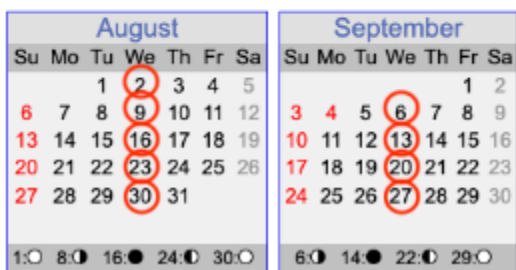 August
Su Mo Tu We Th Fr Sa
1 2 3 4 5
6 7 8 9 10 11 12
13 14 15 16 17 18 19
20 21 22 23 24 25 26
27 28 29 30 31
1: 8: 16: 24: 30:
September
Su Mo Tu We Th Fr Sa
1 2
3 4 5 6 7 8 9
10 11 12 13 14 15 16
17 18 19 20 21 22 23
24 25 26 27 28 29 30
6: 14: 22: 29: